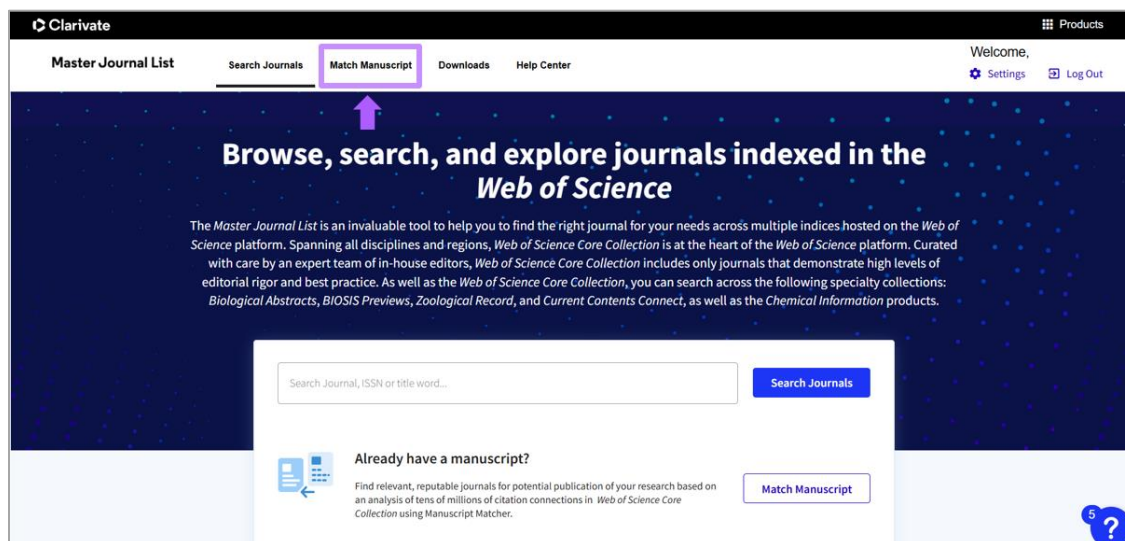 Clarivate
Products
Master Journal List
Search Journals
Match Manuscript
Downloads
Help Center
Welcome,
Settings
Log Out
Browse, search, and explore journals indexed in the
Web of Science
The Master Journal List is an invaluable tool to help you to find the right journal for your needs across multiple indices hosted on the Web of
Science platform. Spanning all disciplines and regions, Web of Science Core Collection is at the heart of the Web of Science platform. Curated
with care by an expert team of in-house editors, Web of Science Core Collection includes only journals that demonstrate high levels of
editorial rigor and best practice. As well as the Web of Science Core Collection, you can search across the following specialty collections:
Biological Abstracts, BIOSIS Previews, Zoological Record, and Current Contents Connect, as well as the Chemical Information products.
Search Journal, ISSN or title word...
Search Journals
Already have a manuscript?
Find relevant, reputable journals for potential publication of your research based on
an analysis of tens of millions of citation connections in Web of Science Core
Collection using Manuscript Matcher.
Match Manuscript
5
?